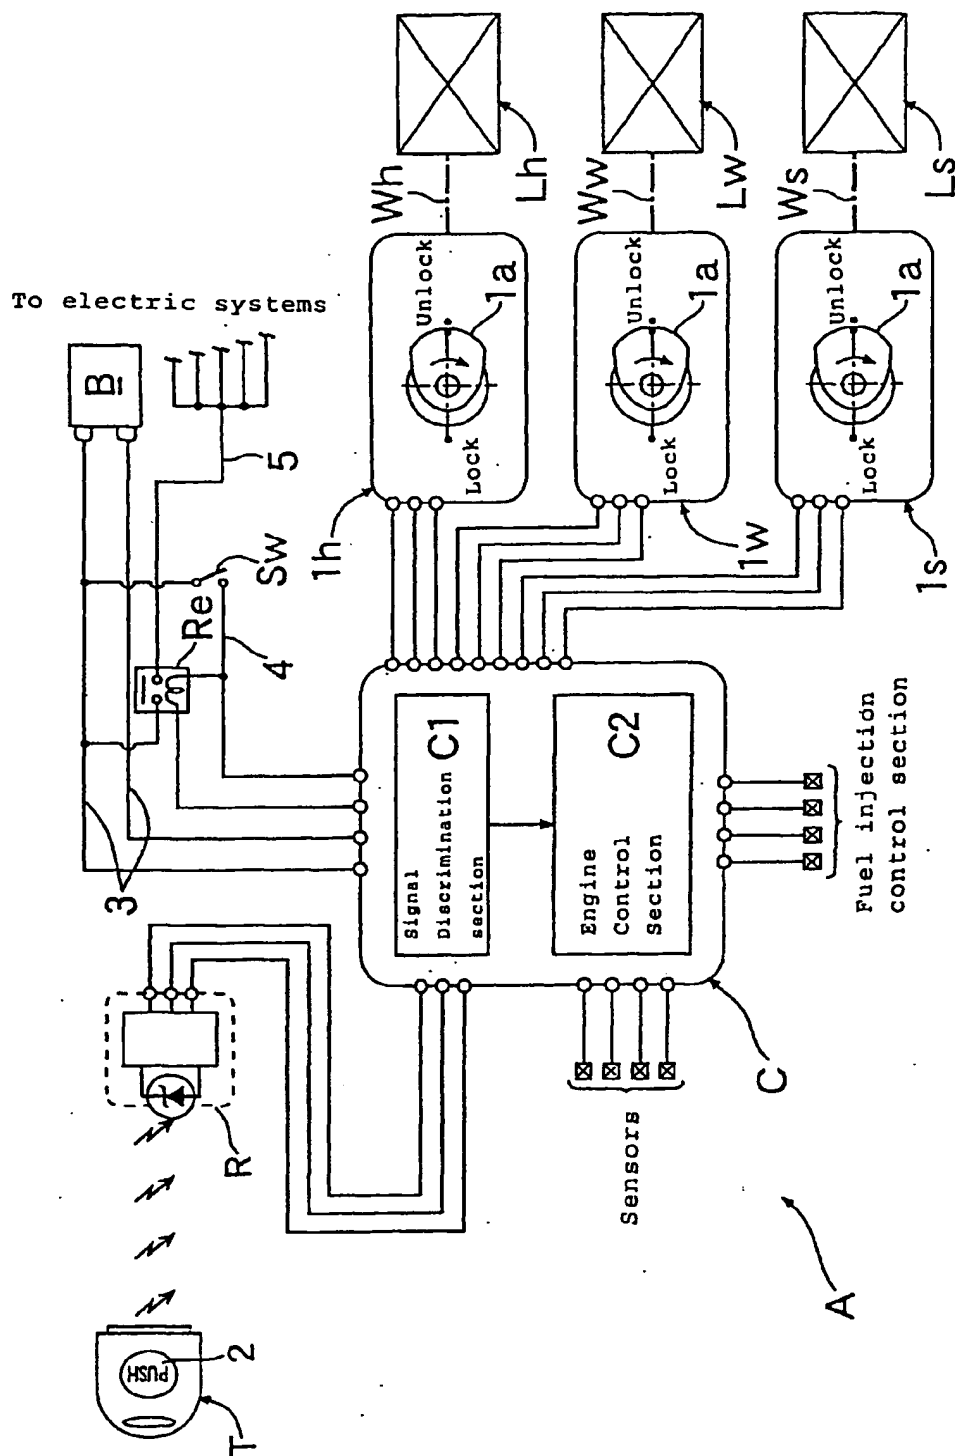 To electric systems
B
5
Sw
Re
4
3
R
2
PUSH
T
Wh
Lh
Ww
Lw
Ws
Ls
Unlock
1a
Lock
1h
Unlock
1a
Lock
1w
Unlock
1a
Lock
1s
C1
Signal
Discrimination
section
C2
Engine
Control
Section
C
Sensors
Fuel injection
control section
A